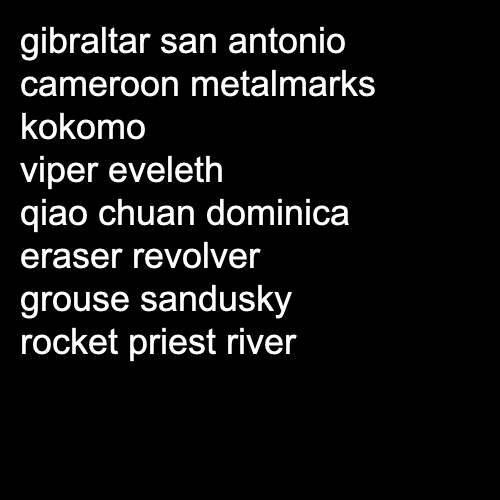 gibraltar san antonio
cameroon metalmarks
kokomo
viper eveleth
qiao chuan dominica
eraser revolver
grouse sandusky
rocket priest river